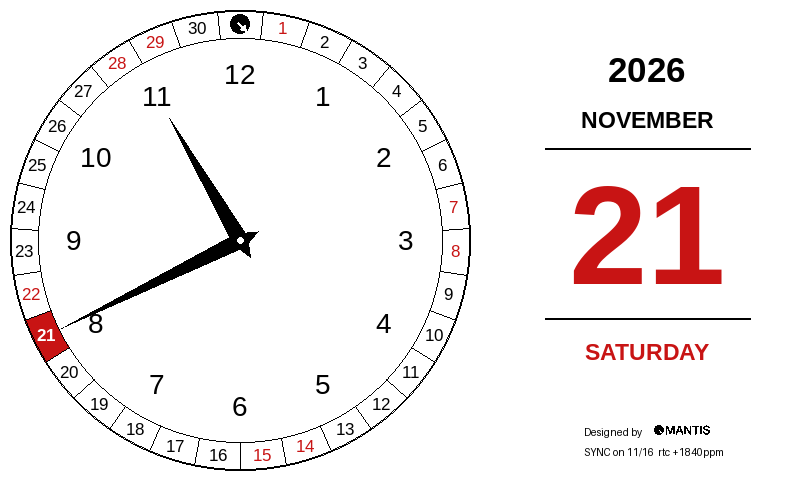 30 1 2 3 4 5 6 7 8 9 10 11 12 13 14 15 16 17 18 19 20 21 22 23 24 25 26 27 28 29
12 1 2 3 4 5 6 7 8 9 10 11
2026
NOVEMBER
21
SATURDAY
Designed by MANTIS
SYNC on 11/16 rtc +1840ppm